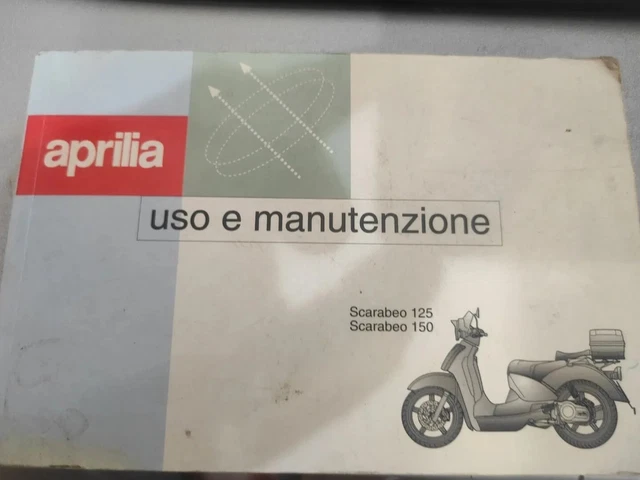 aprilia
uso e manutenzione
Scarabeo 125
Scarabeo 150